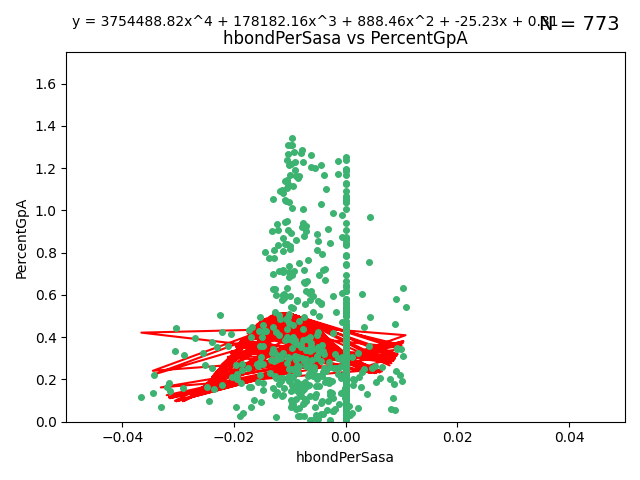 y = 3754488.82x^4 + 178182.16x^3 + 888.46x^2 + -25.23x + 0.31
N = 773
hbondPerSasa vs PercentGpA
1.6
1.4
1.2
1.0
0.8
0.6
0.4
0.2
0.0
PercentGpA
−0.04 −0.02 0.00 0.02 0.04
hbondPerSasa